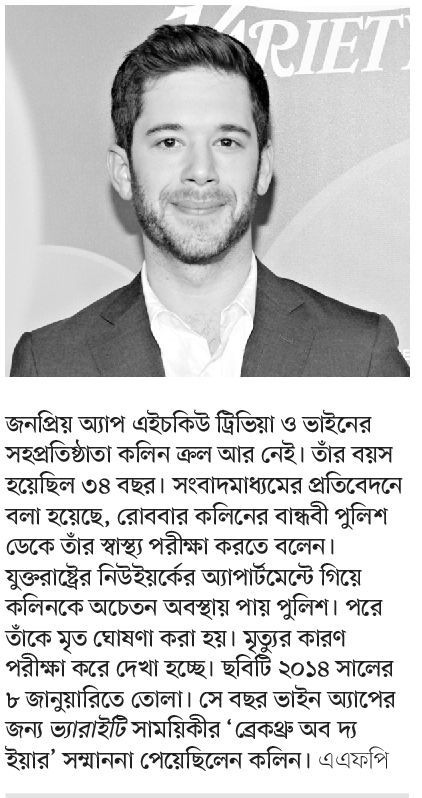 VARIETY
জনপ্রিয় অ্যাপ এইচকিউ ট্রিভিয়া ও ভাইনের
সহপ্রতিষ্ঠাতা কলিন ক্রল আর নেই। তাঁর বয়স
হয়েছিল ৩৪ বছর। সংবাদমাধ্যমের প্রতিবেদনে
বলা হয়েছে, রোববার কলিনের বান্ধবী পুলিশ
ডেকে তাঁর স্বাস্থ্য পরীক্ষা করতে বলেন।
যুক্তরাষ্ট্রের নিউইয়র্কের অ্যাপার্টমেন্টে গিয়ে
কলিনকে অচেতন অবস্থায় পায় পুলিশ। পরে
তাঁকে মৃত ঘোষণা করা হয়। মৃত্যুর কারণ
পরীক্ষা করে দেখা হচ্ছে। ছবিটি ২০১৪ সালের
৮ জানুয়ারিতে তোলা। সে বছর ভাইন অ্যাপের
জন্য ভ্যারাইটি সাময়িকীর ‘ব্রেকথ্রু অব দ্য
ইয়ার’ সম্মাননা পেয়েছিলেন কলিন। এএফপি